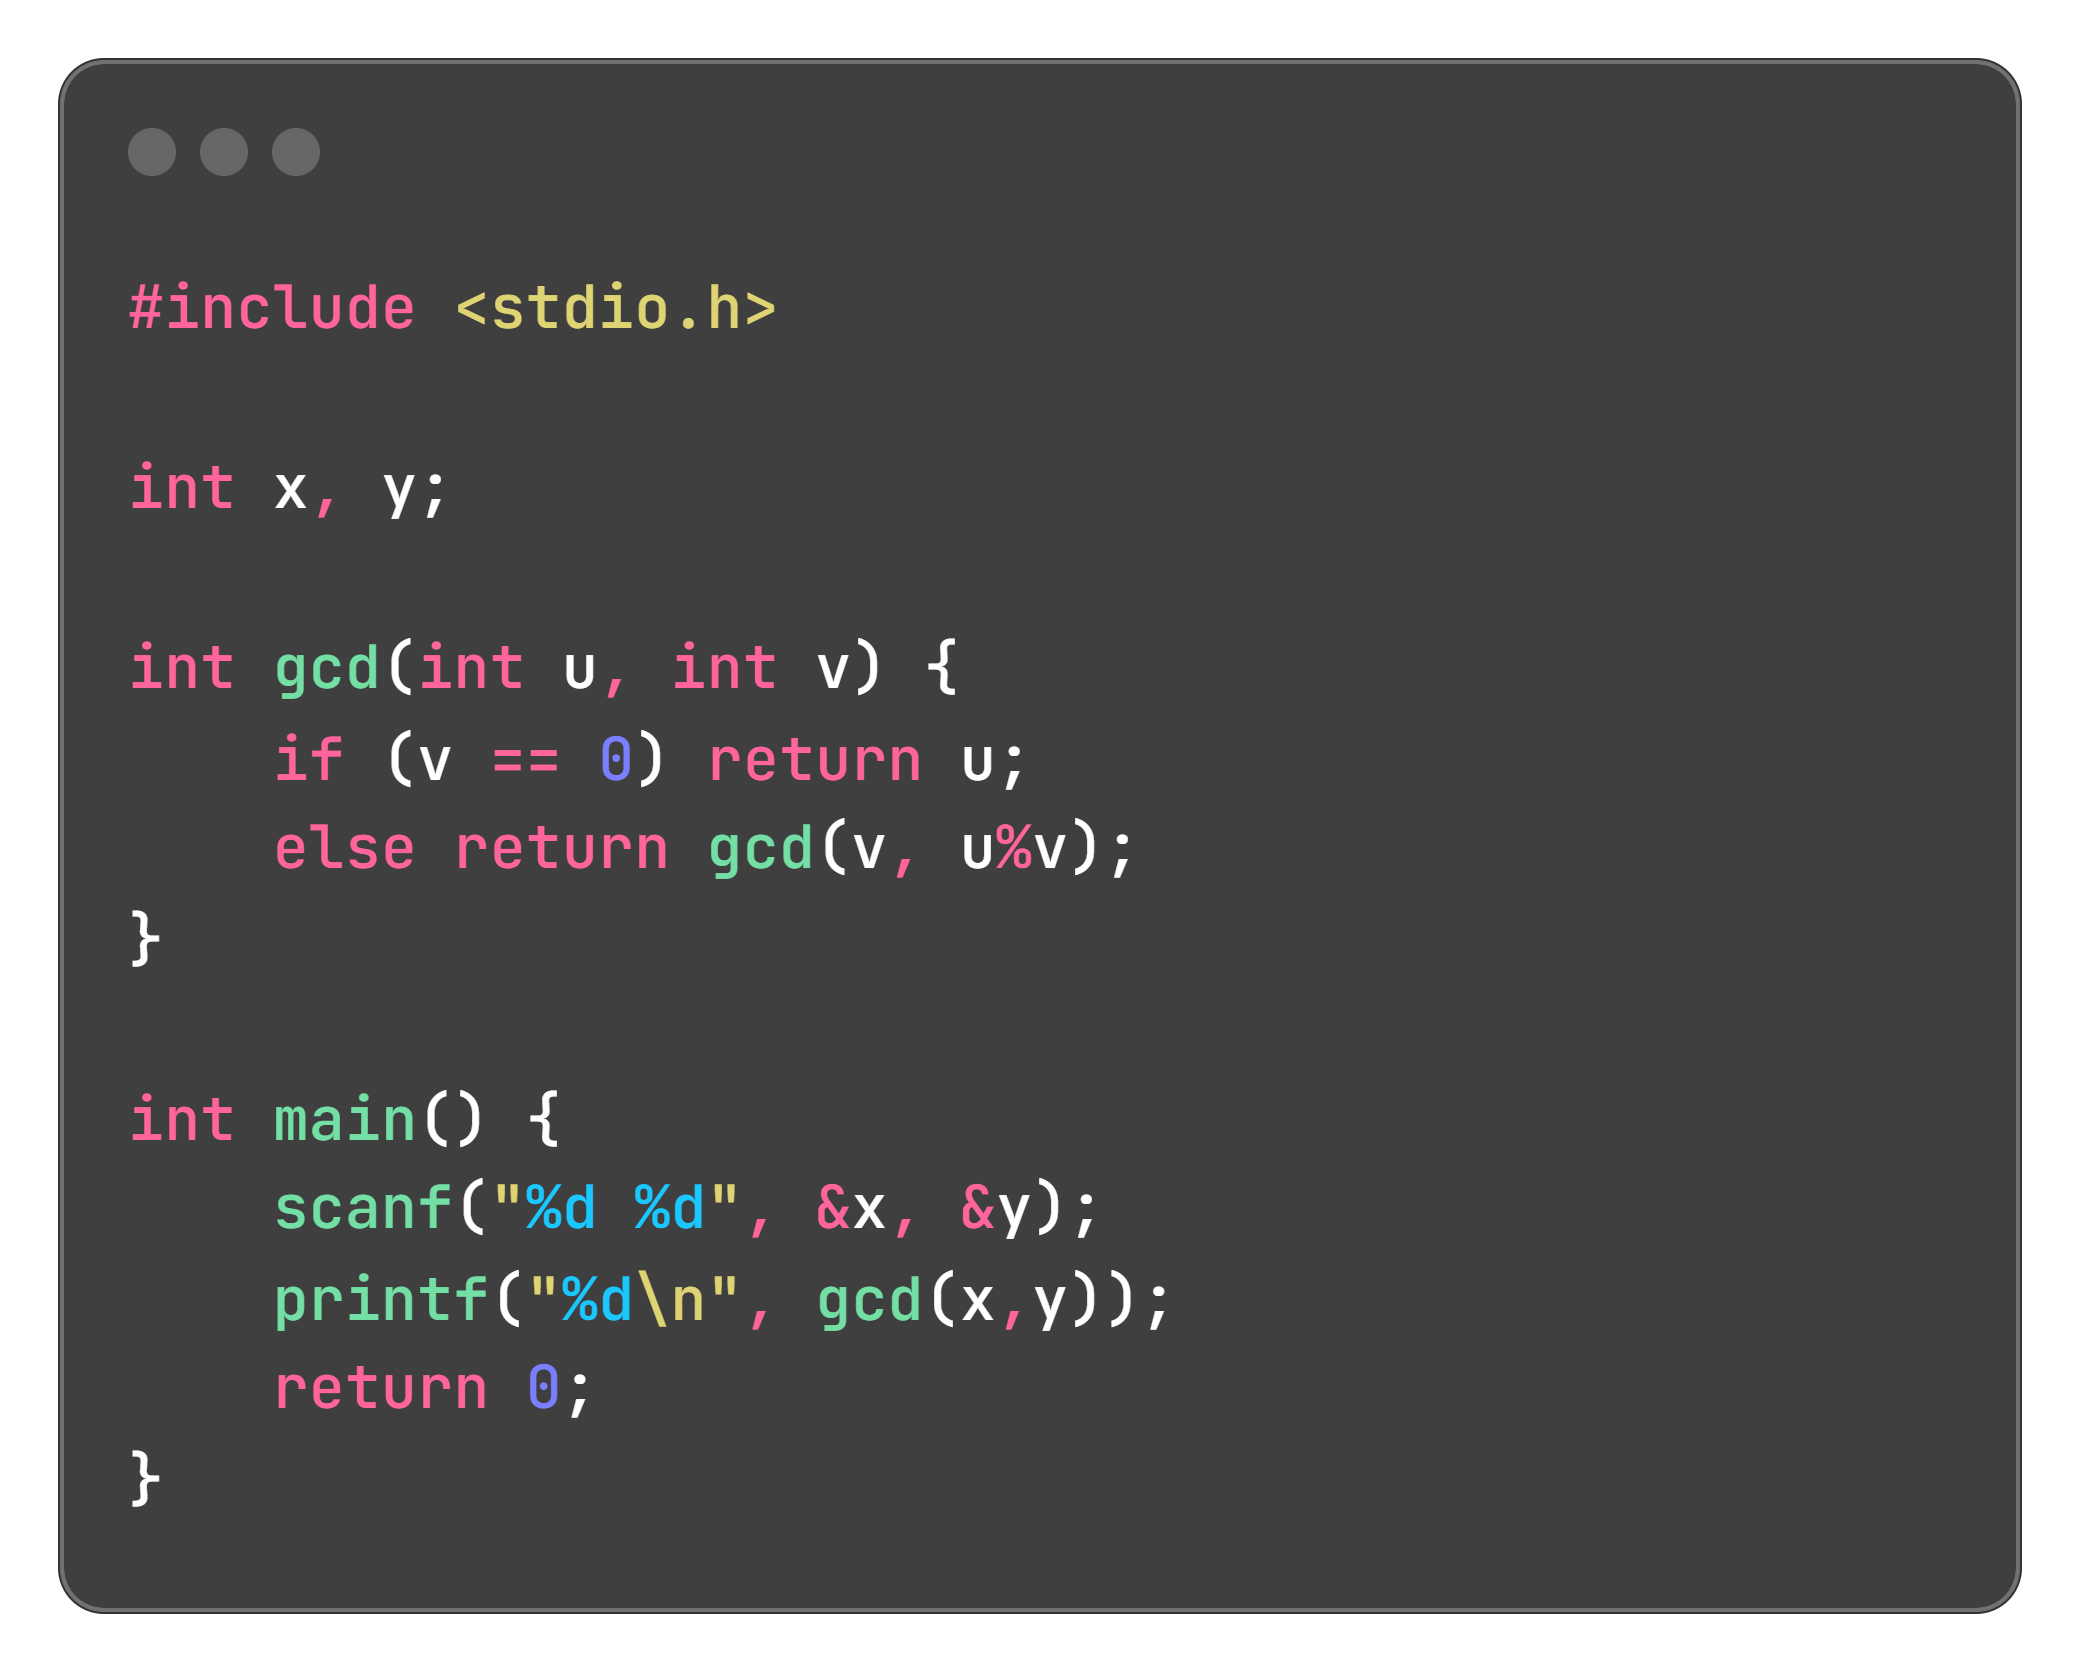 #include <stdio.h>
int x, y;
int gcd(int u, int v) {
    if (v == 0) return u;
    else return gcd(v, u%v);
}
int main() {
    scanf("%d %d", &x, &y);
    printf("%d\n", gcd(x,y));
    return 0;
}